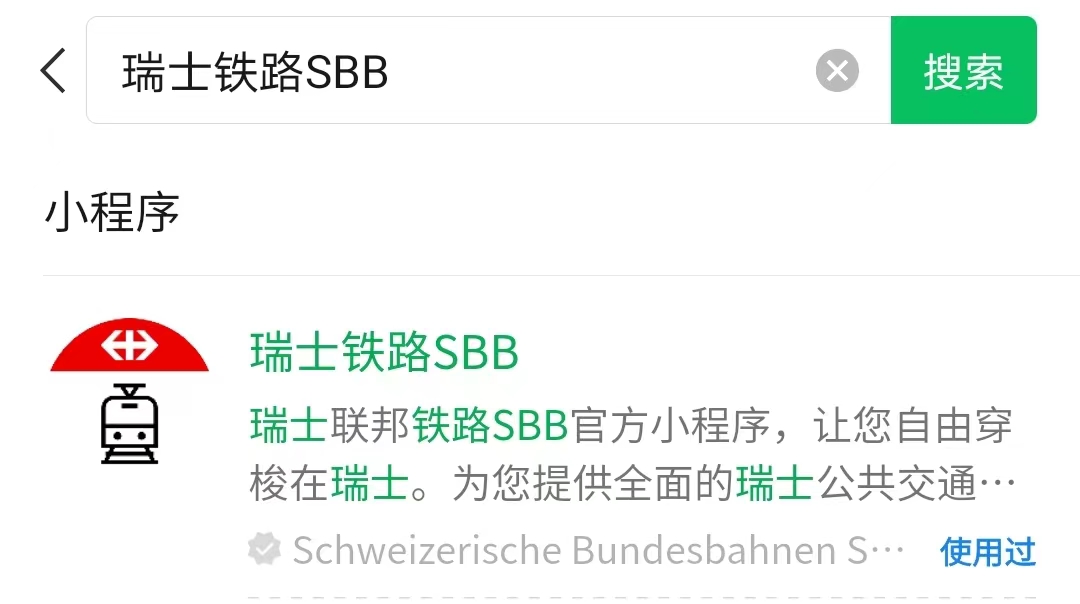 瑞士铁路SBB
搜索
小程序
瑞士铁路SBB
瑞士联邦铁路SBB官方小程序，让您自由穿
梭在瑞士。为您提供全面的瑞士公共交通…
Schweizerische Bundesbahnen S…
使用过